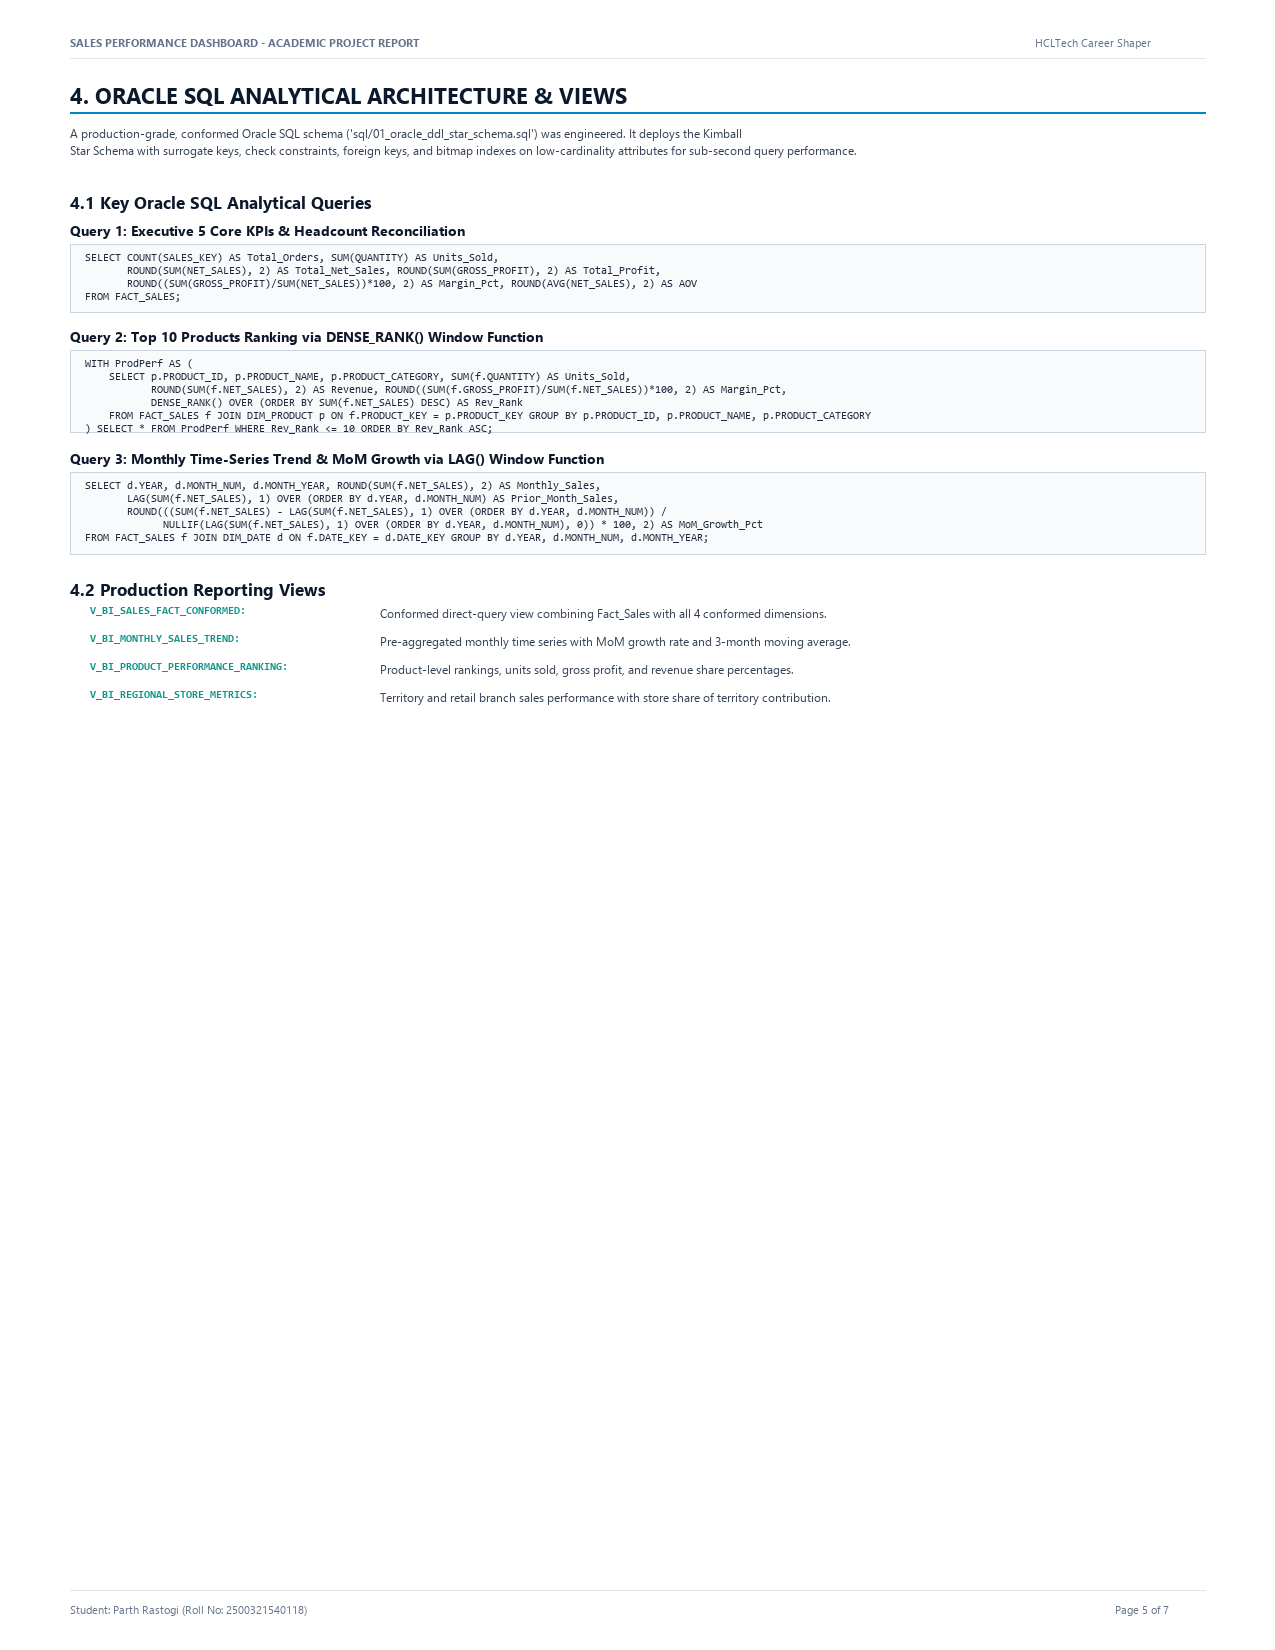 SALES PERFORMANCE DASHBOARD - ACADEMIC PROJECT REPORT
HCLTech Career Shaper
4. ORACLE SQL ANALYTICAL ARCHITECTURE & VIEWS
A production-grade, conformed Oracle SQL schema ('sql/01_oracle_ddl_star_schema.sql') was engineered. It deploys the Kimball
Star Schema with surrogate keys, check constraints, foreign keys, and bitmap indexes on low-cardinality attributes for sub-second query performance.
4.1 Key Oracle SQL Analytical Queries
Query 1: Executive 5 Core KPIs & Headcount Reconciliation
SELECT COUNT(SALES_KEY) AS Total_Orders, SUM(QUANTITY) AS Units_Sold,
ROUND(SUM(NET_SALES), 2) AS Total_Net_Sales, ROUND(SUM(GROSS_PROFIT), 2) AS Total_Profit,
ROUND((SUM(GROSS_PROFIT)/SUM(NET_SALES))*100, 2) AS Margin_Pct, ROUND(AVG(NET_SALES), 2) AS AOV
FROM FACT_SALES;
Query 2: Top 10 Products Ranking via DENSE_RANK() Window Function
WITH ProdPerf AS (
SELECT p.PRODUCT_ID, p.PRODUCT_NAME, p.PRODUCT_CATEGORY, SUM(f.QUANTITY) AS Units_Sold,
ROUND(SUM(f.NET_SALES), 2) AS Revenue, ROUND((SUM(f.GROSS_PROFIT)/SUM(f.NET_SALES))*100, 2) AS Margin_Pct,
DENSE_RANK() OVER (ORDER BY SUM(f.NET_SALES) DESC) AS Rev_Rank
FROM FACT_SALES f JOIN DIM_PRODUCT p ON f.PRODUCT_KEY = p.PRODUCT_KEY GROUP BY p.PRODUCT_ID, p.PRODUCT_NAME, p.PRODUCT_CATEGORY
) SELECT * FROM ProdPerf WHERE Rev_Rank <= 10 ORDER BY Rev_Rank ASC;
Query 3: Monthly Time-Series Trend & MoM Growth via LAG() Window Function
SELECT d.YEAR, d.MONTH_NUM, d.MONTH_YEAR, ROUND(SUM(f.NET_SALES), 2) AS Monthly_Sales,
LAG(SUM(f.NET_SALES), 1) OVER (ORDER BY d.YEAR, d.MONTH_NUM) AS Prior_Month_Sales,
ROUND(((SUM(f.NET_SALES) - LAG(SUM(f.NET_SALES), 1) OVER (ORDER BY d.YEAR, d.MONTH_NUM)) /
NULLIF(LAG(SUM(f.NET_SALES), 1) OVER (ORDER BY d.YEAR, d.MONTH_NUM), 0)) * 100, 2) AS MoM_Growth_Pct
FROM FACT_SALES f JOIN DIM_DATE d ON f.DATE_KEY = d.DATE_KEY GROUP BY d.YEAR, d.MONTH_NUM, d.MONTH_YEAR;
4.2 Production Reporting Views
V_BI_SALES_FACT_CONFORMED: Conformed direct-query view combining Fact_Sales with all 4 conformed dimensions.
V_BI_MONTHLY_SALES_TREND: Pre-aggregated monthly time series with MoM growth rate and 3-month moving average.
V_BI_PRODUCT_PERFORMANCE_RANKING: Product-level rankings, units sold, gross profit, and revenue share percentages.
V_BI_REGIONAL_STORE_METRICS: Territory and retail branch sales performance with store share of territory contribution.
Student: Parth Rastogi (Roll No: 2500321540118)
Page 5 of 7